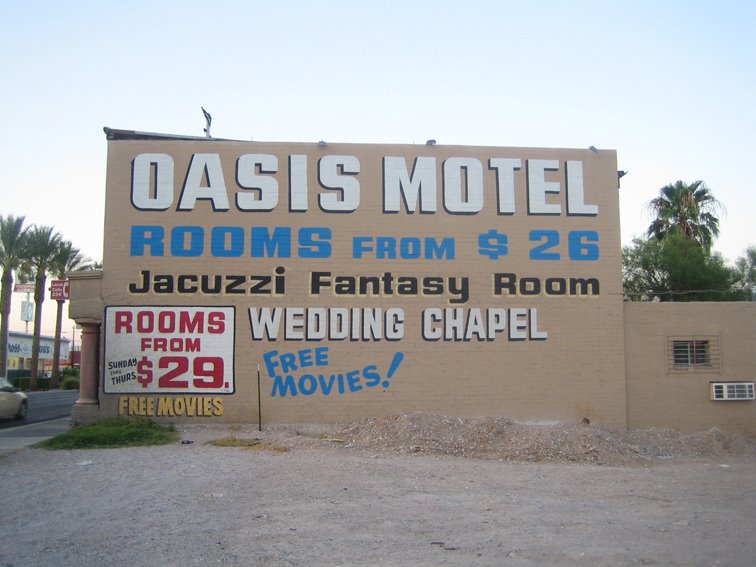 OASIS MOTEL
ROOMS FROM $ 26
Jacuzzi Fantasy Room
WEDDING CHAPEL
ROOMS
FROM
SUNDAY
THRU
THURS. $29.
FREE MOVIES
FREE
MOVIES.!